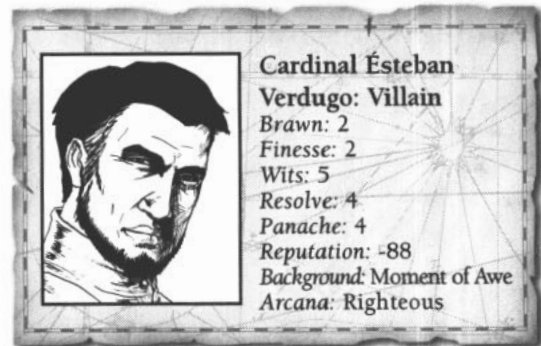 Cardinal Ésteban
Verdugo: Villain
Brawn: 2
Finesse: 2
Wits: 5
Resolve: 4
Panache: 4
Reputation: -88
Background: Moment of Awe
Arcana: Righteous